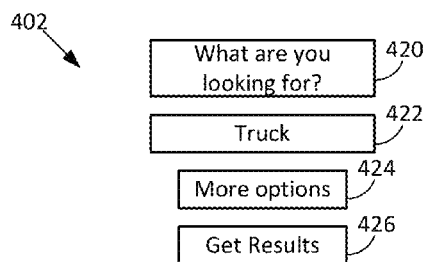 402
What are you
looking for?
420
Truck
422
More options
424
Get Results
426